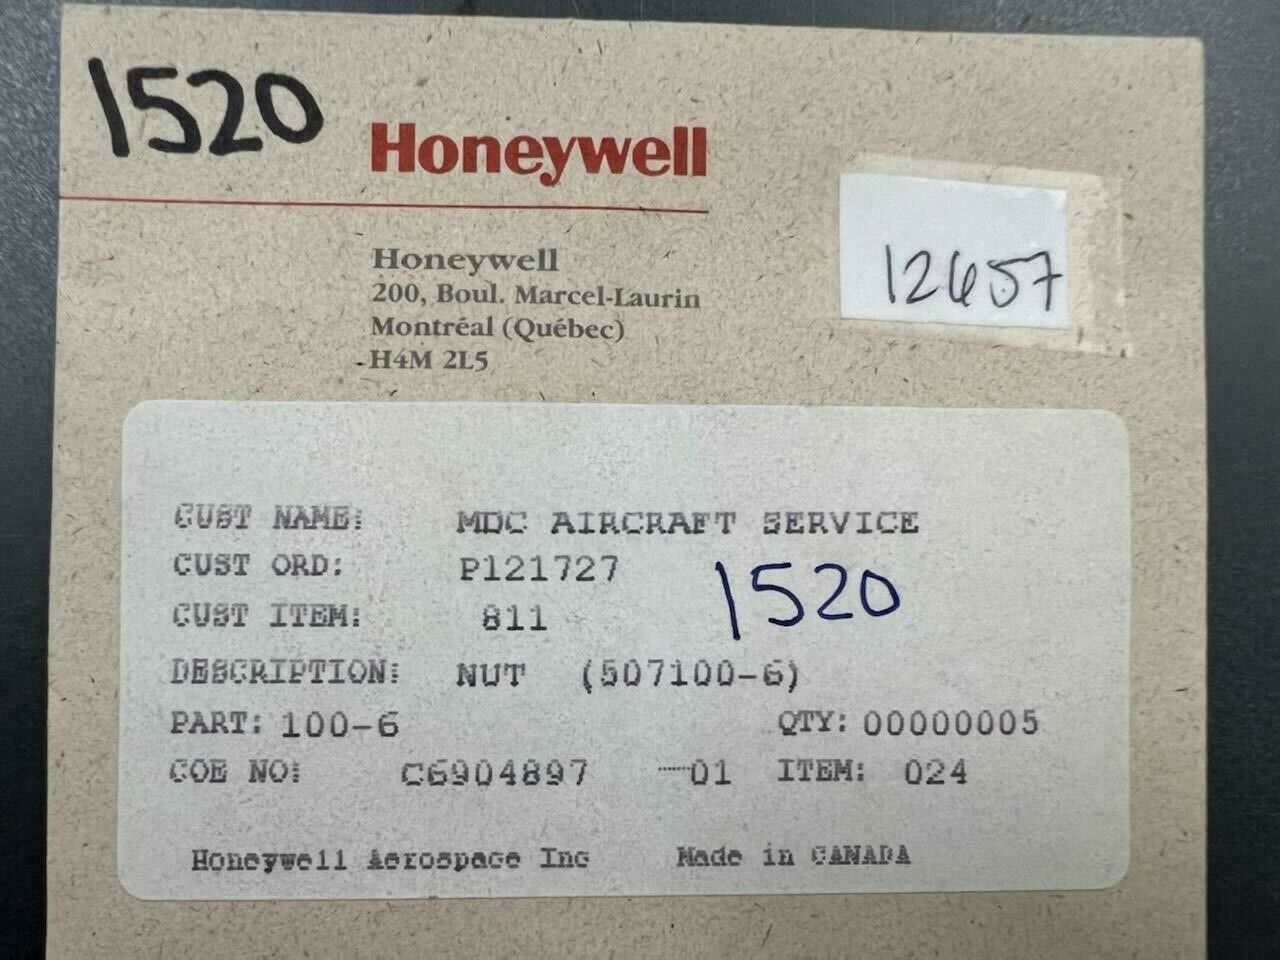 1520
Honeywell
12657
Honeywell
200, Boul. Marcel-Laurin
Montréal (Québec)
H4M 2L5
CUST NAME: MDC AIRCRAFT SERVICE
CUST ORD: P121727
1520
CUST ITEM: 811
DESCRIPTION: NUT (507100-6)
PART: 100-6 QTY: 00000005
COE NO: C6904897 01 ITEM: 024
Honeywell Aerospace Inc Made in CANADA